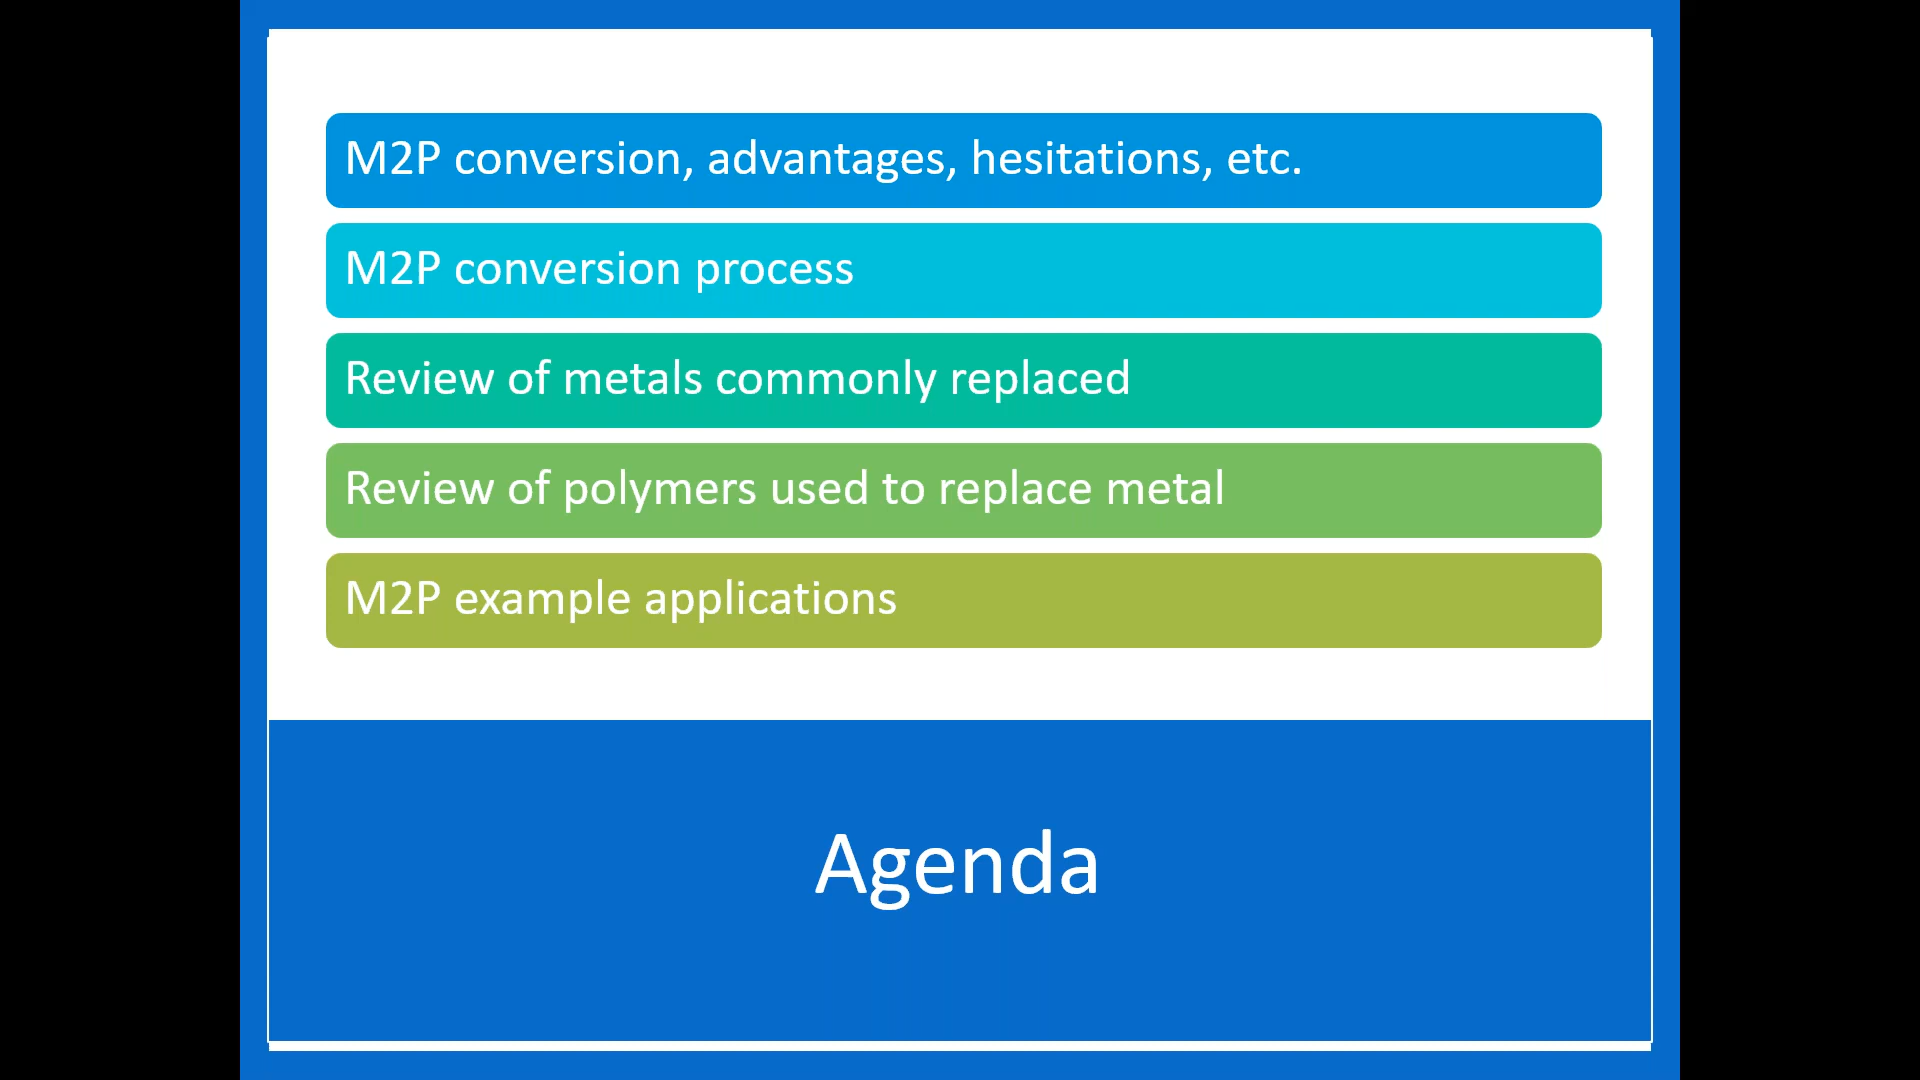 M2P conversion, advantages, hesitations, etc.
M2P conversion process
Review of metals commonly replaced
Review of polymers used to replace metal
M2P example applications
Agenda